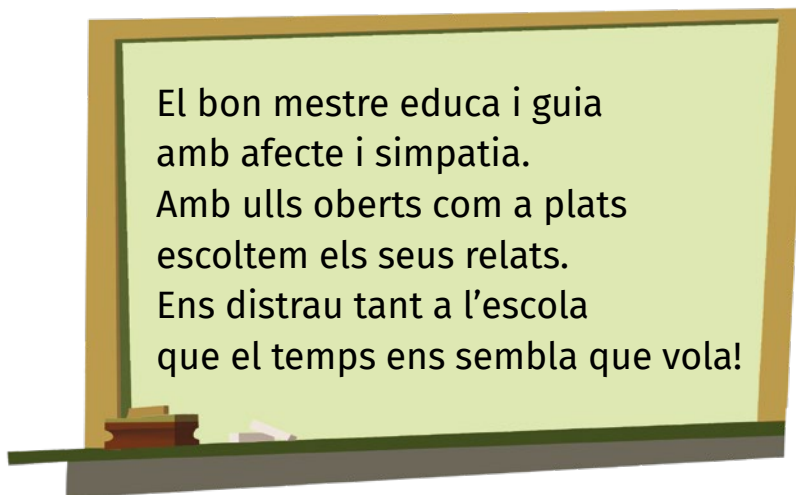 El bon mestre educa i guia
amb afecte i simpatia.
Amb ulls oberts com a plats
escoltem els seus relats.
Ens distrau tant a l’escola
que el temps ens sembla que vola!